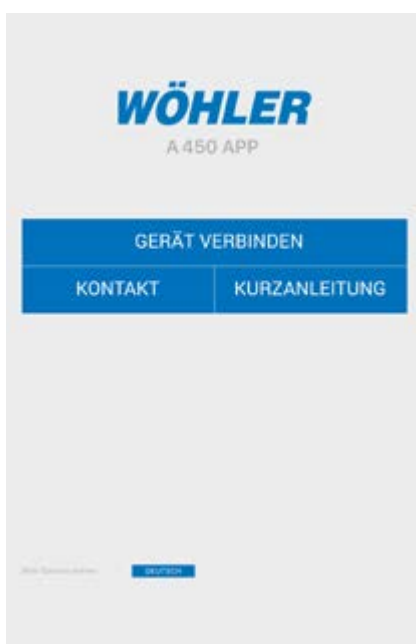 WÖHLER
A 450 APP
GERÄT VERBINDEN
KONTAKT KURZANLEITUNG
DEUTSCH